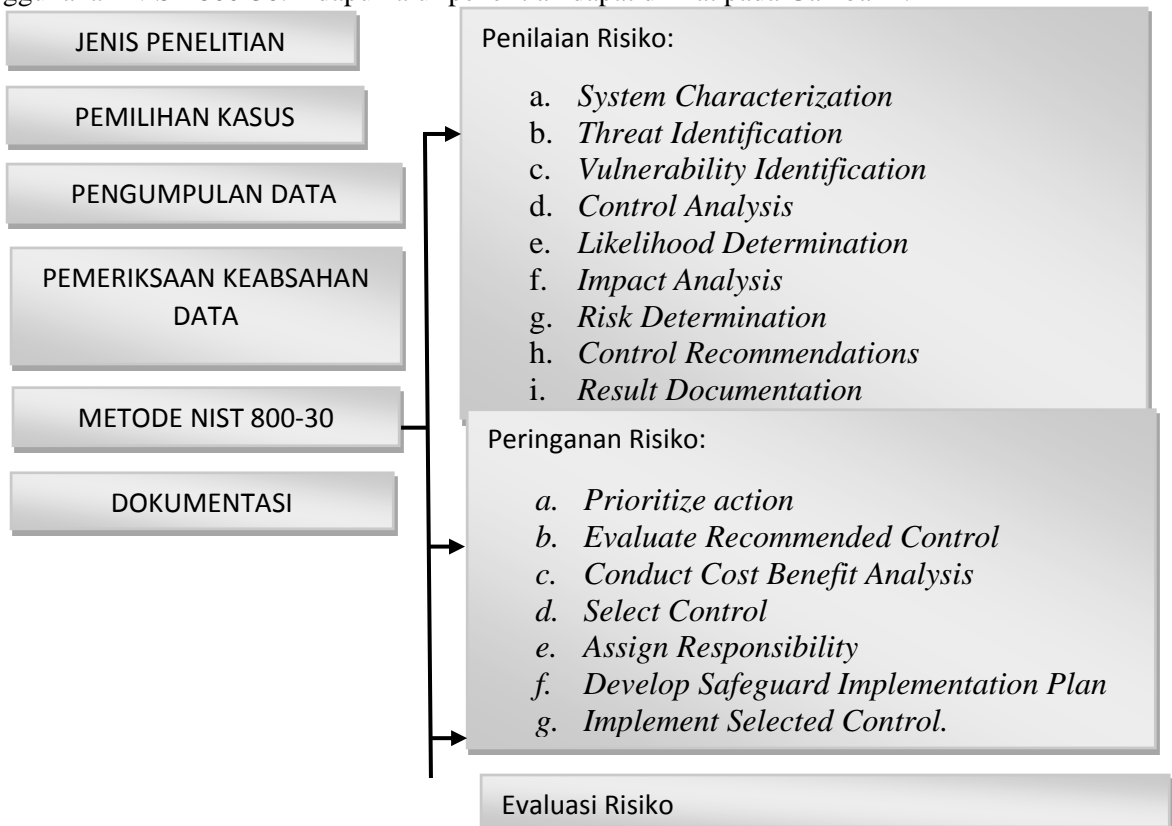 JENIS PENELITIAN
PEMILIHAN KASUS
PENGUMPULAN DATA
PEMERIKSAAN KEABSAHAN
DATA
METODE NIST 800-30
DOKUMENTASI
Penilaian Risiko:
a. System Characterization
b. Threat Identification
c. Vulnerability Identification
d. Control Analysis
e. Likelihood Determination
f. Impact Analysis
g. Risk Determination
h. Control Recommendations
i. Result Documentation
Peringanan Risiko:
a. Prioritize action
b. Evaluate Recommended Control
c. Conduct Cost Benefit Analysis
d. Select Control
e. Assign Responsibility
f. Develop Safeguard Implementation Plan
g. Implement Selected Control.
Evaluasi Risiko